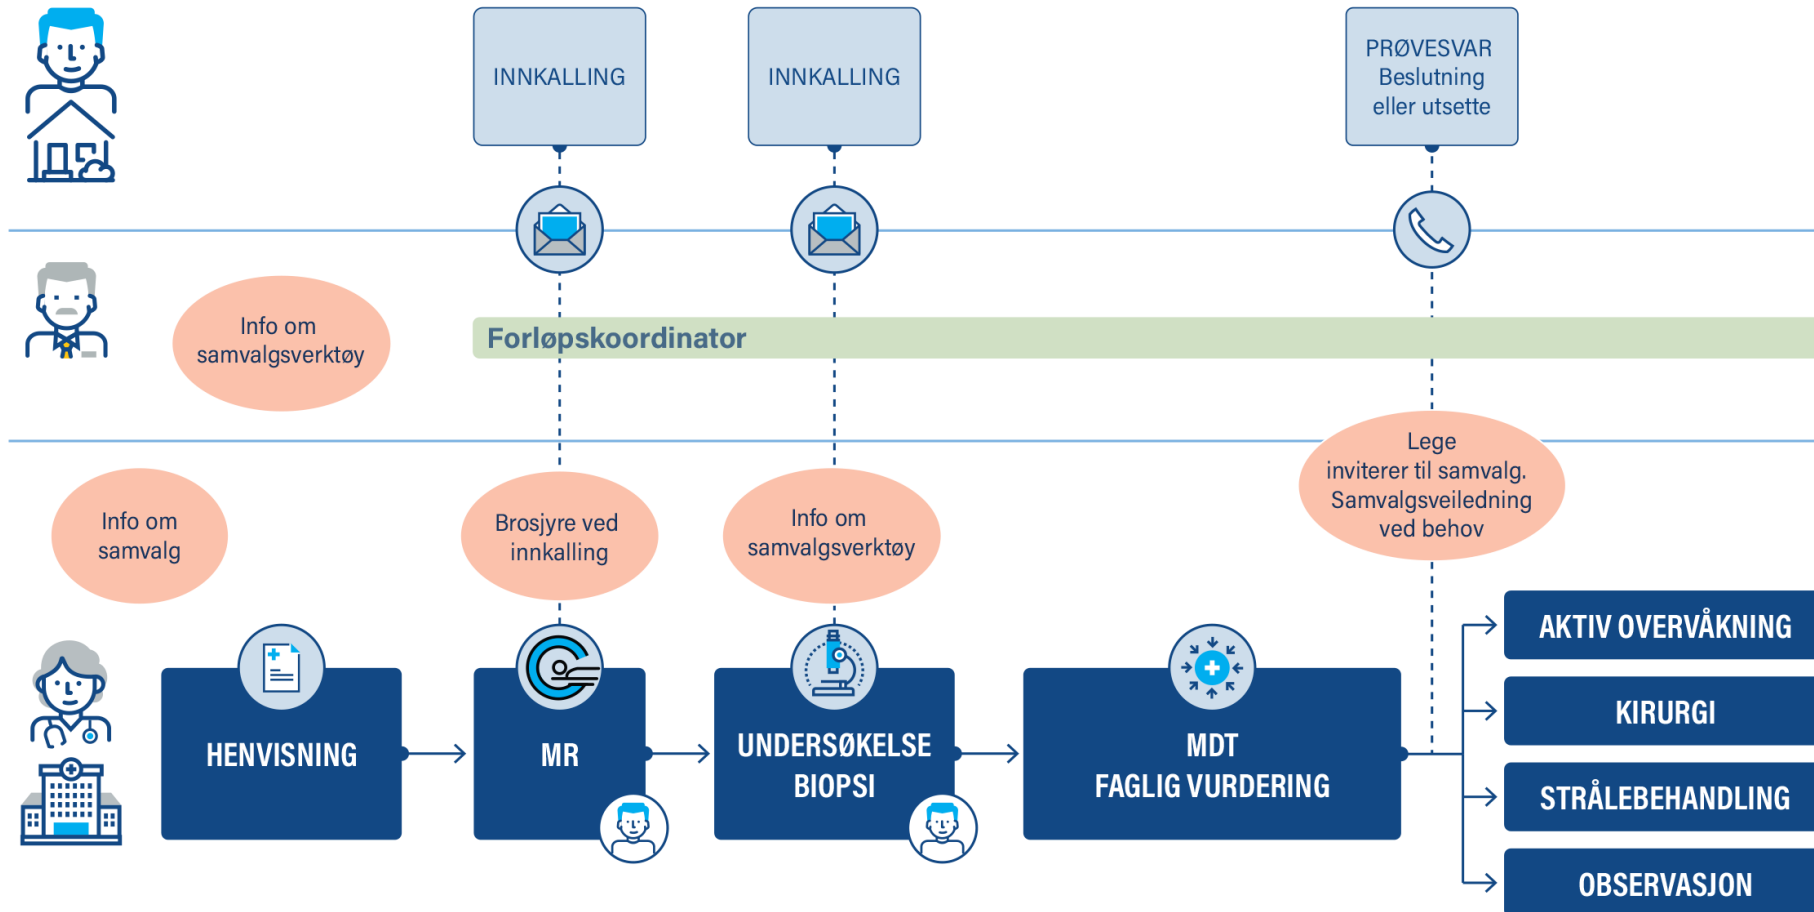 INNKALLING
INNKALLING
PRØVESVAR
Beslutning
eller utsette
Info om
samvalgsverktøy
Forløpskoordinator
Info om
samvalg
Brosjyre ved
innkalling
Info om
samvalgsverktøy
Lege
inviterer til samvalg.
Samvalgsveiledning
ved behov
HENVISNING
MR
UNDERSØKELSE
BIOPSI
MDT
FAGLIG VURDERING
AKTIV OVERVÅKNING
KIRURGI
STRÅLEBEHANDLING
OBSERVASJON